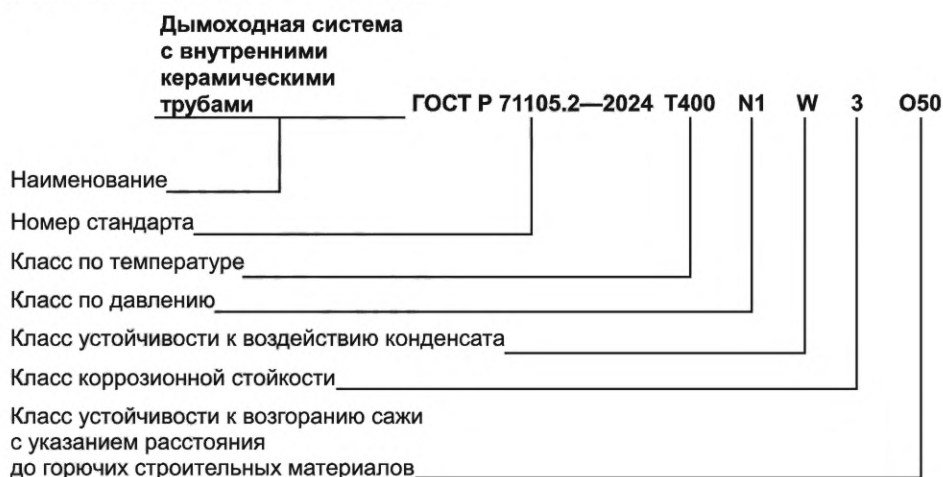 Дымоходная система
с внутренними
керамическими
трубами ГОСТ Р 71105.2—2024 Т400 N1 W 3 О50
Наименование
Номер стандарта
Класс по температуре
Класс по давлению
Класс устойчивости к воздействию конденсата
Класс коррозионной стойкости
Класс устойчивости к возгоранию сажи
с указанием расстояния
до горючих строительных материалов